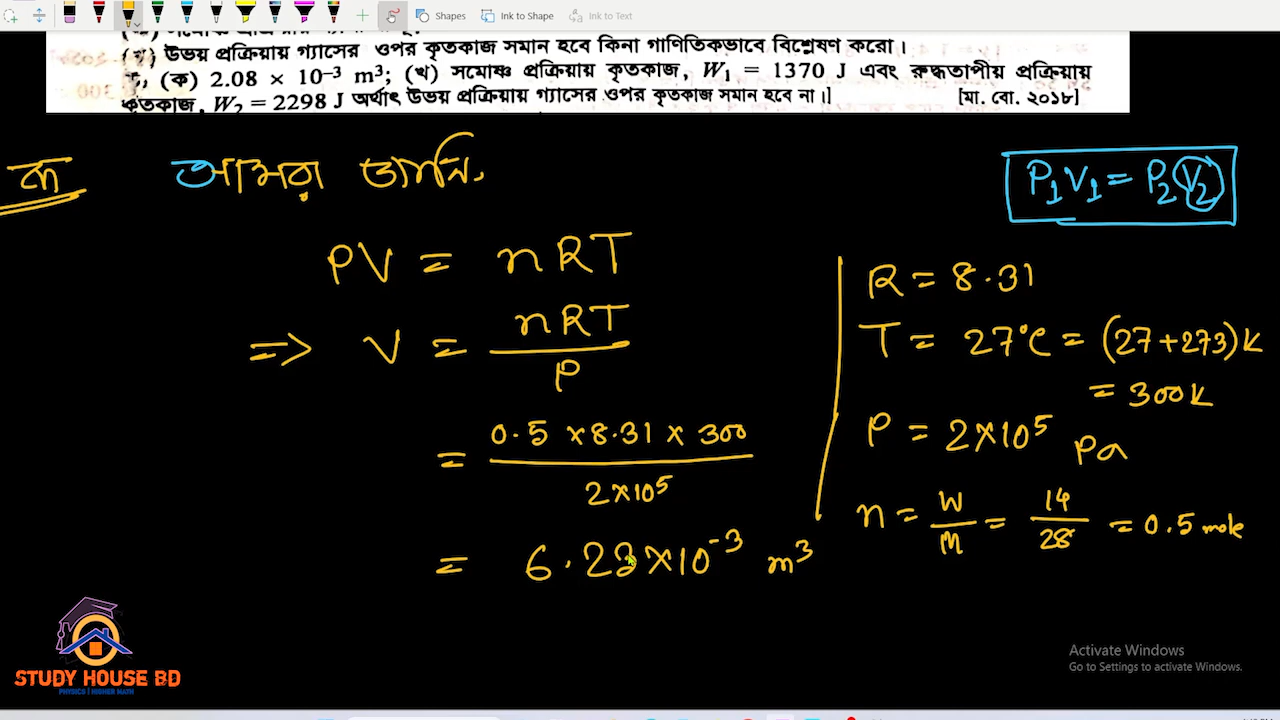 Shapes
Ink to Shape
Ink to Text
উভয় প্রক্রিয়ায় গ্যাসের ওপর কৃতকাজ সমান হবে কিনা গাণিতিকভাবে বিশ্লেষণ করো।
(ক) 2.08 × 10⁻³ m³; (খ) সমোষ্ণ প্রক্রিয়ায় কৃতকাজ, W₁ = 1370 J এবং রুদ্ধতাপীয় প্রক্রিয়ায়
কৃতকাজ, W₂ = 2298 J অর্থাৎ উভয় প্রক্রিয়ায় গ্যাসের ওপর কৃতকাজ সমান হবে না।]
[মা. বো. ২০১৮]
ক
আমরা জানি,
P₁V₁ = P₂V₂
PV = nRT
=> V = nRT / P
= 0.5 × 8.31 × 300 / 2×10⁵
= 6.23×10⁻³ m³
R = 8.31
T = 27°C = (27+273)K
= 300K
P = 2×10⁵ Pa
n = W/M = 14/28 = 0.5 mole
STUDY HOUSE BD
PHYSICS | HIGHER MATH
Activate Windows
Go to Settings to activate Windows.